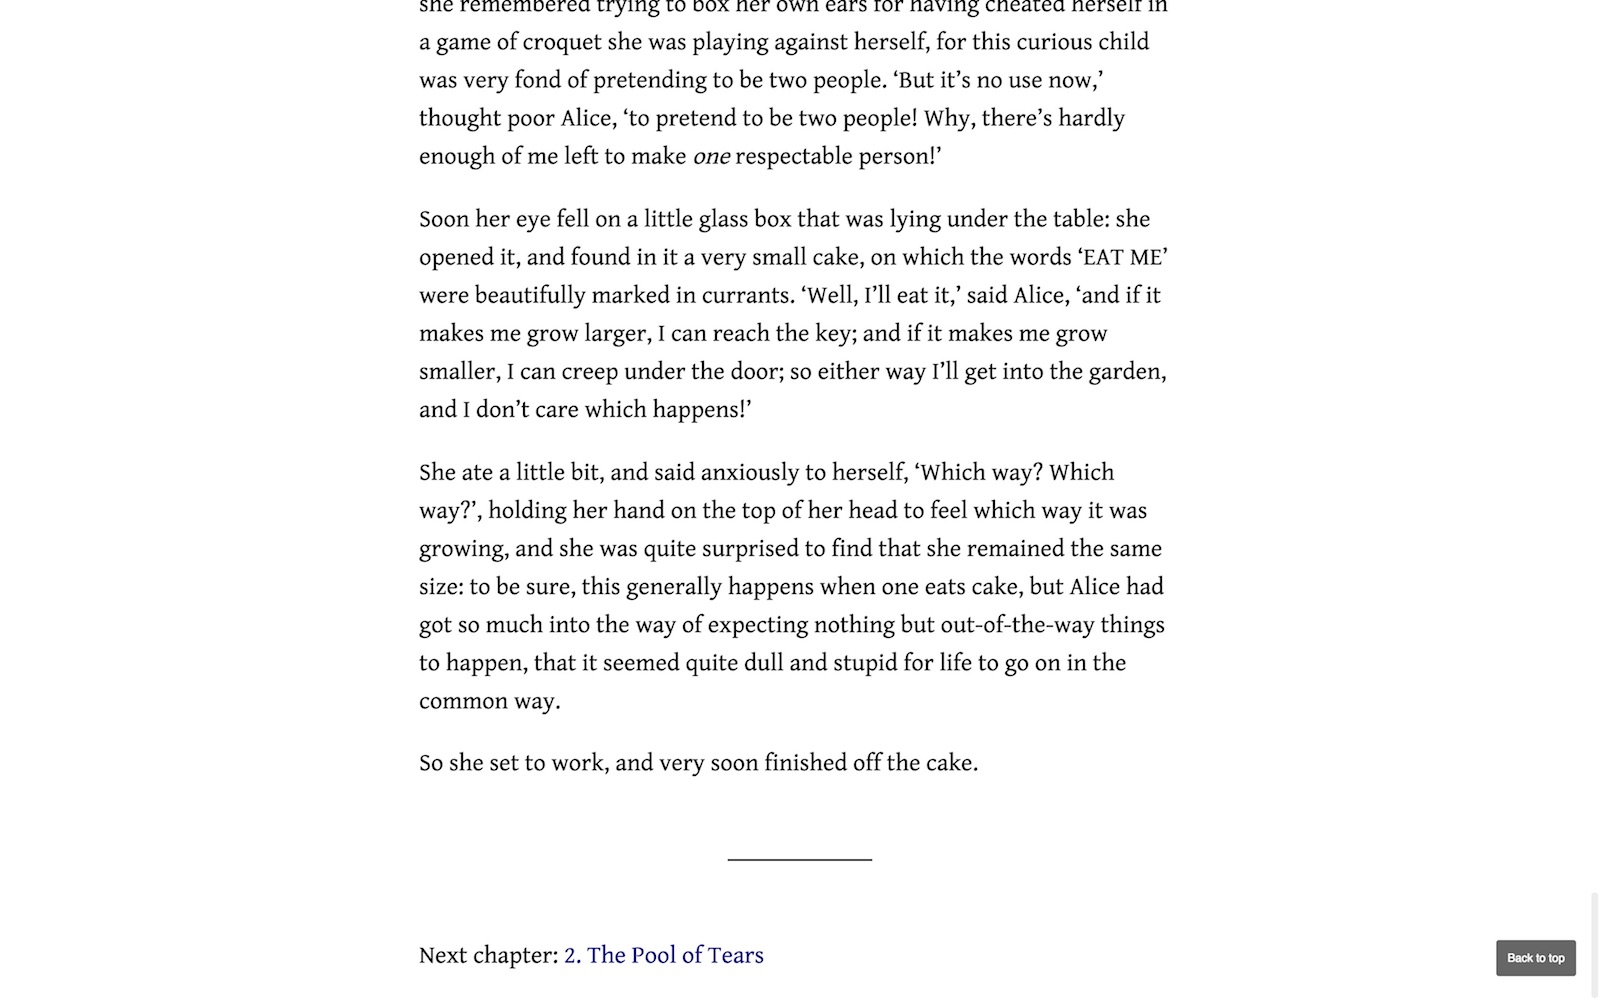 she remembered trying to box her own ears for having cheated herself in
a game of croquet she was playing against herself, for this curious child
was very fond of pretending to be two people. ‘But it’s no use now,’
thought poor Alice, ‘to pretend to be two people! Why, there’s hardly
enough of me left to make one respectable person!’
Soon her eye fell on a little glass box that was lying under the table: she
opened it, and found in it a very small cake, on which the words ‘EAT ME’
were beautifully marked in currants. ‘Well, I’ll eat it,’ said Alice, ‘and if it
makes me grow larger, I can reach the key; and if it makes me grow
smaller, I can creep under the door; so either way I’ll get into the garden,
and I don’t care which happens!’
She ate a little bit, and said anxiously to herself, ‘Which way? Which
way?’, holding her hand on the top of her head to feel which way it was
growing, and she was quite surprised to find that she remained the same
size: to be sure, this generally happens when one eats cake, but Alice had
got so much into the way of expecting nothing but out-of-the-way things
to happen, that it seemed quite dull and stupid for life to go on in the
common way.
So she set to work, and very soon finished off the cake.
Next chapter: 2. The Pool of Tears
Back to top